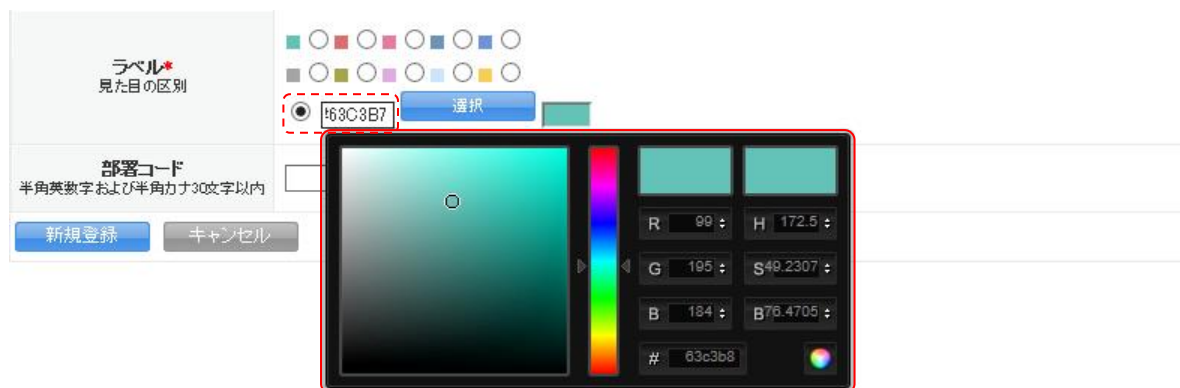 ラベル*
見た目の区別
63C3B7 選択
部署コード
半角英数字および半角カナ30文字以内
新規登録 キャンセル
R 99 H 172.5
G 195 S 49.2307
B 184 B 76.4705
# 63c3b8